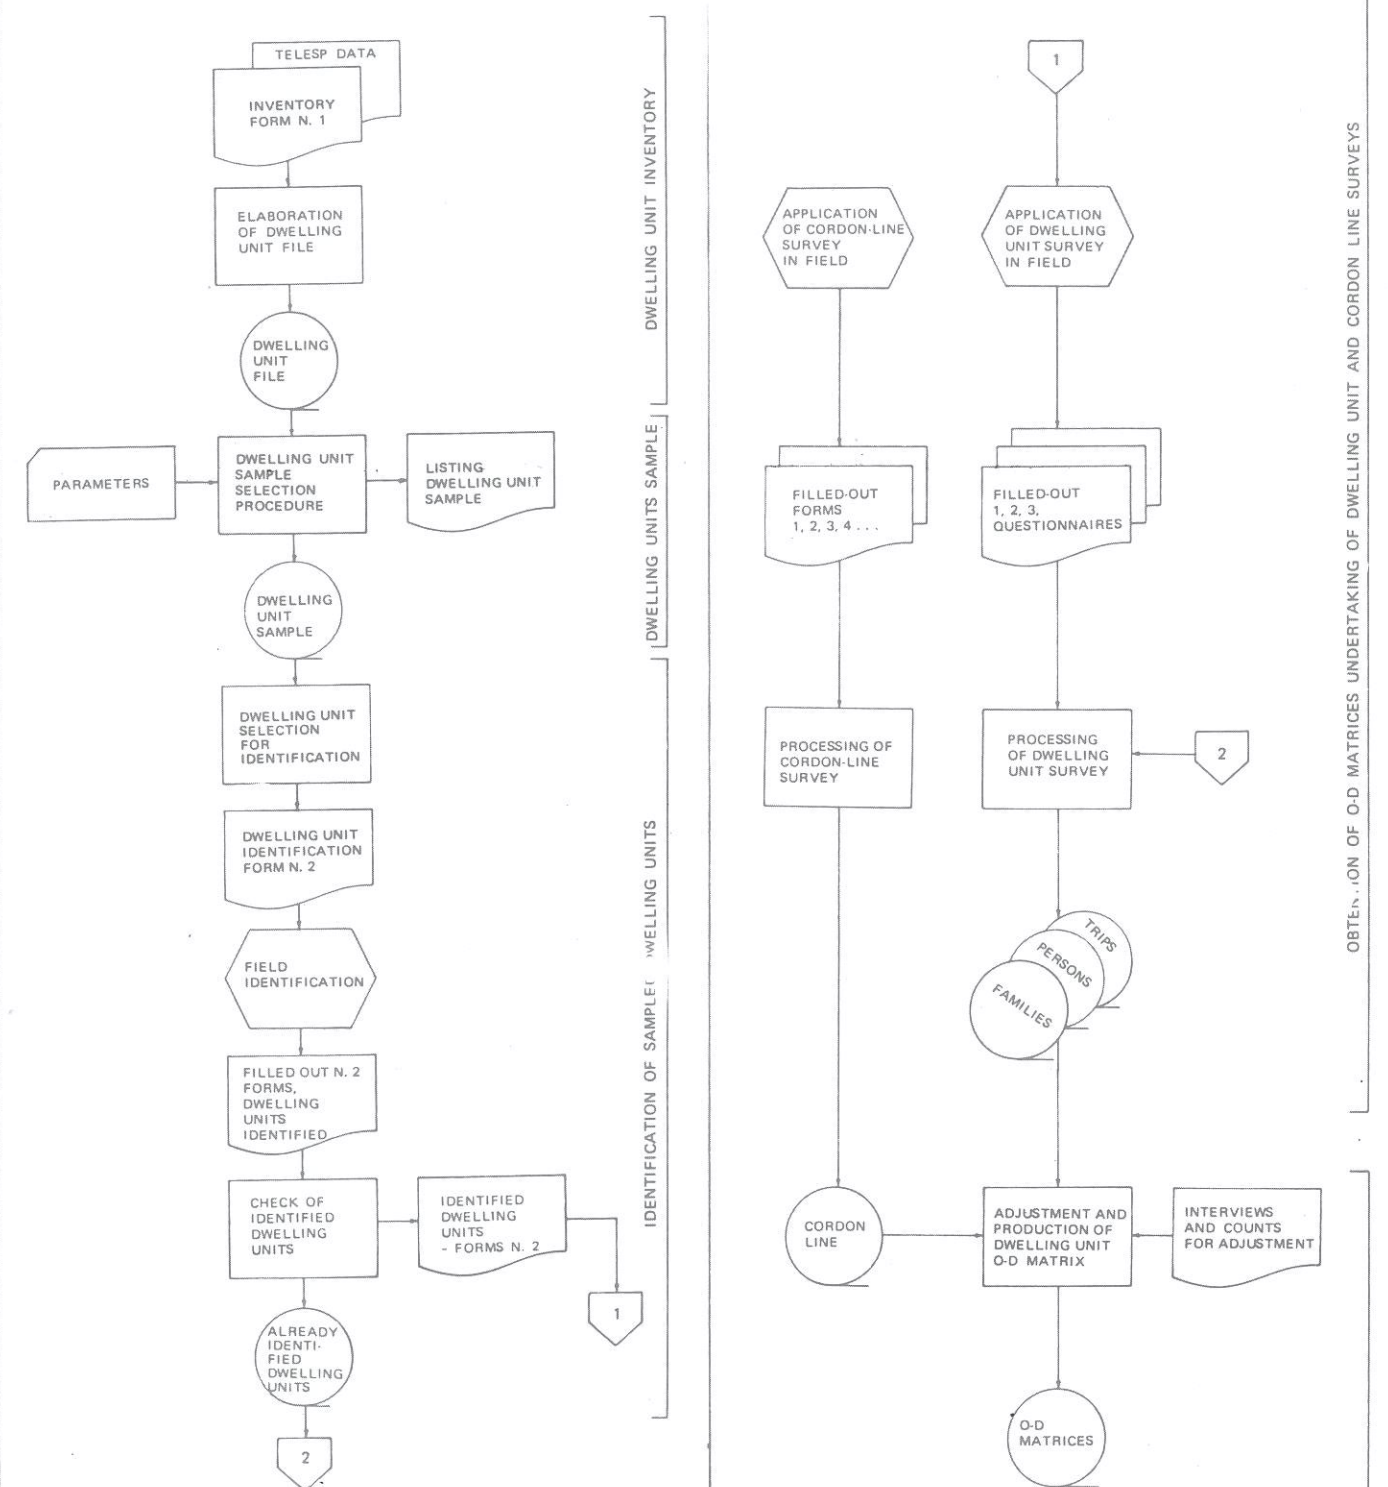 TELESP DATA
INVENTORY
FORM N. 1
ELABORATION
OF DWELLING
UNIT FILE
DWELLING
UNIT
FILE
DWELLING UNIT INVENTORY
PARAMETERS
DWELLING UNIT
SAMPLE
SELECTION
PROCEDURE
LISTING
DWELLING UNIT
SAMPLE
DWELLING
UNIT
SAMPLE
DWELLING UNITS SAMPLE
DWELLING UNIT
SELECTION
FOR
IDENTIFICATION
DWELLING UNIT
IDENTIFICATION
FORM N. 2
FIELD
IDENTIFICATION
FILLED OUT N. 2
FORMS,
DWELLING
UNITS
IDENTIFIED
CHECK OF
IDENTIFIED
DWELLING
UNITS
IDENTIFIED
DWELLING
UNITS
- FORMS N. 2
1
ALREADY
IDENTI-
FIED
DWELLING
UNITS
2
IDENTIFICATION OF SAMPLE WELLING UNITS
1
APPLICATION
OF CORDON-LINE
SURVEY
IN FIELD
APPLICATION
OF DWELLING
UNIT SURVEY
IN FIELD
FILLED-OUT
FORMS
1, 2, 3, 4 . . .
FILLED-OUT
1, 2, 3,
QUESTIONNAIRES
PROCESSING OF
CORDON-LINE
SURVEY
PROCESSING
OF DWELLING
UNIT SURVEY
2
TRIPS
PERSONS
FAMILIES
CORDON
LINE
ADJUSTMENT AND
PRODUCTION OF
DWELLING UNIT
O-D MATRIX
INTERVIEWS
AND COUNTS
FOR ADJUSTMENT
O-D
MATRICES
OF O-D MATRICES UNDERTAKING OF DWELLING UNIT AND CORDON LINE SURVEYS